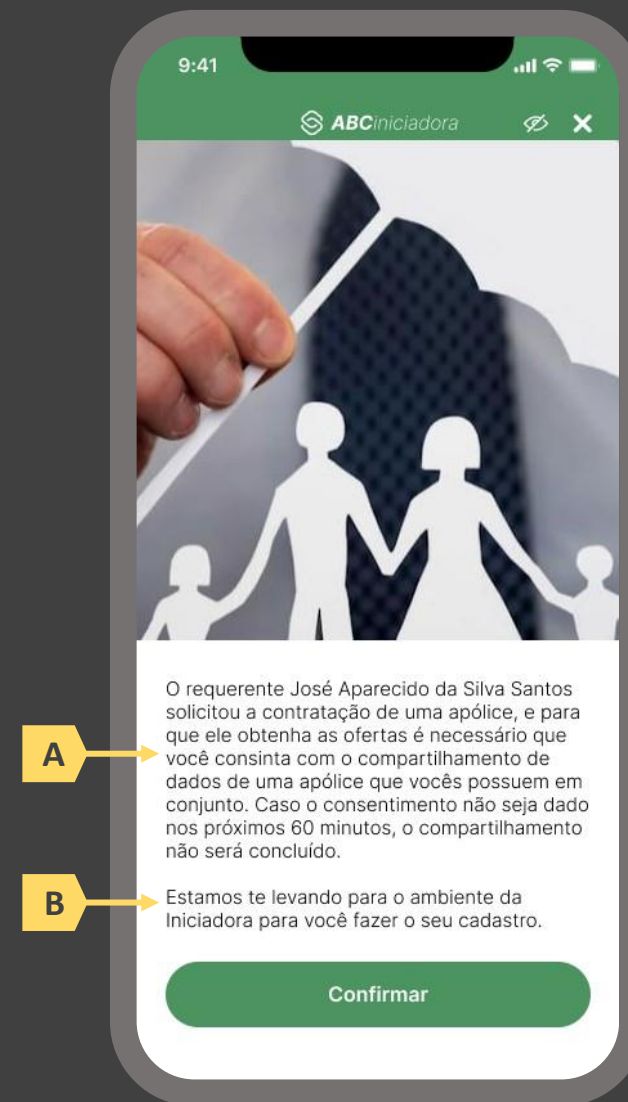 9:41
ABCiniciadora
O requerente José Aparecido da Silva Santos
solicitou a contratação de uma apólice, e para
que ele obtenha as ofertas é necessário que
A
você consinta com o compartilhamento de
dados de uma apólice que vocês possuem em
conjunto. Caso o consentimento não seja dado
nos próximos 60 minutos, o compartilhamento
não será concluído.
B
Estamos te levando para o ambiente da
Iniciadora para você fazer o seu cadastro.
Confirmar